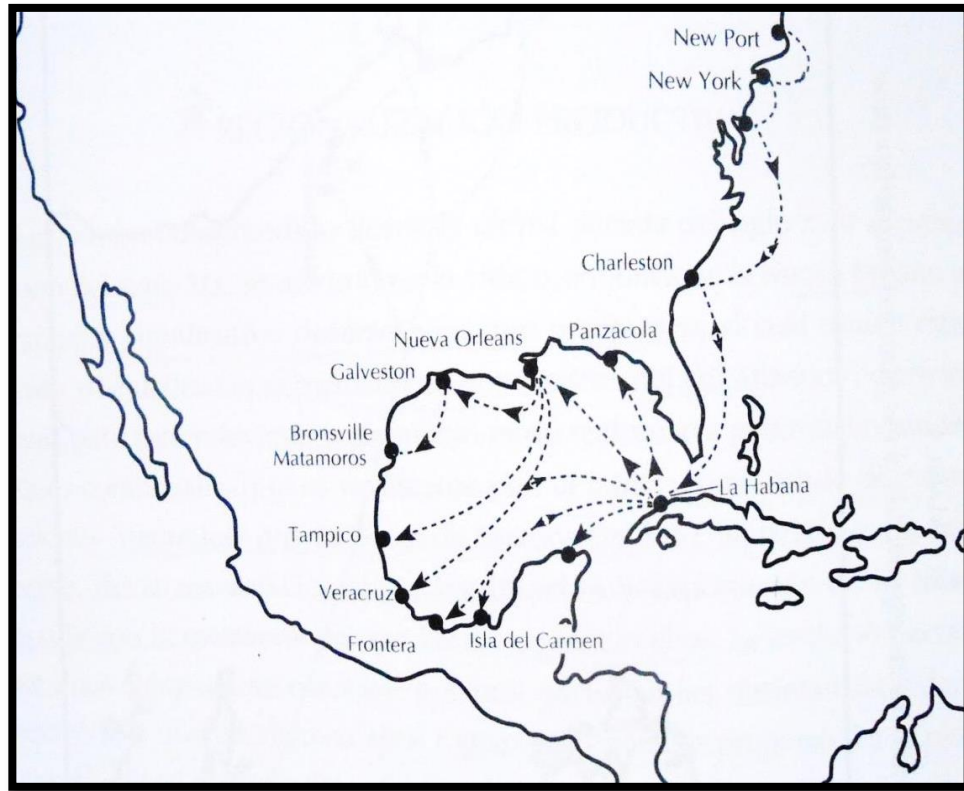 New Port
New York
Charleston
Panzacola
Nueva Orleans
Galveston
Bronsville
Matamoros
La Habana
Tampico
Veracruz
Frontera
Isla del Carmen